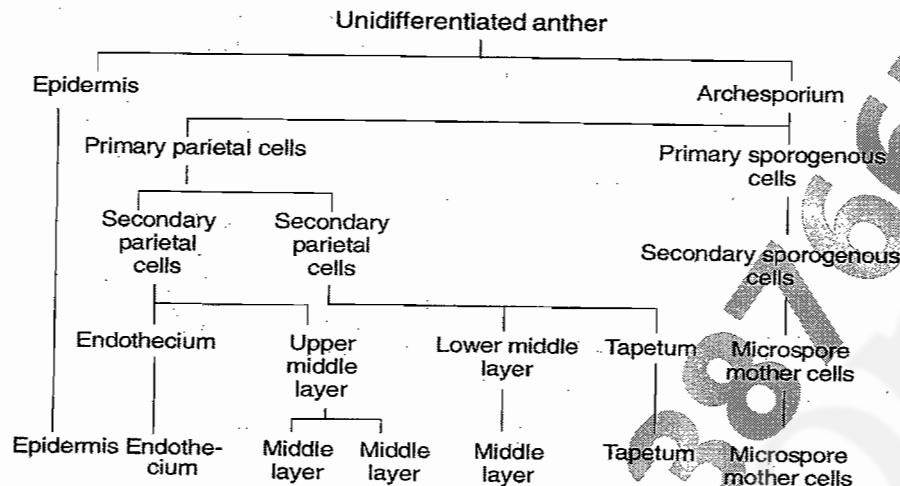 Unidifferentiated anther
Epidermis
Archesporium
Primary parietal cells
Primary sporogenous
cells
Secondary
parietal
cells
Secondary
parietal
cells
Secondary sporogenous
cells
Endothecium
Upper
middle
layer
Lower middle
layer
Tapetum
Microspore
mother cells
Epidermis
Endothe-
cium
Middle
layer
Middle
layer
Middle
layer
Tapetum
Microspore
mother cells